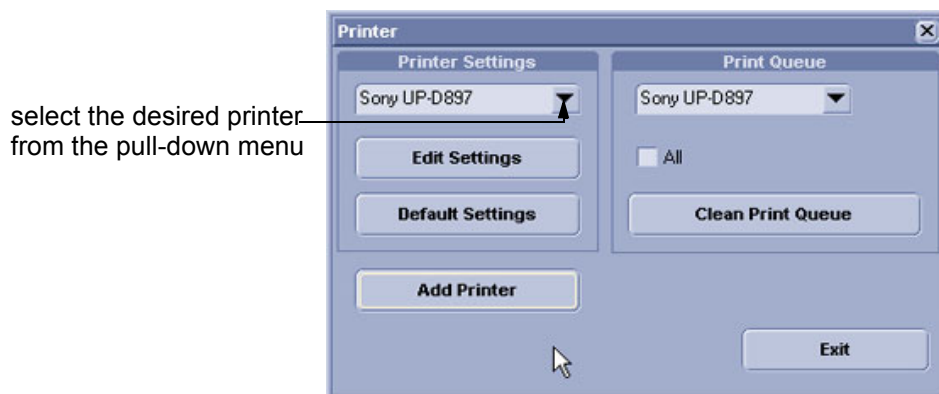 Printer
Printer Settings
Print Queue
Sony UP-D897
Sony UP-D897
select the desired printer
from the pull-down menu
Edit Settings
All
Default Settings
Clean Print Queue
Add Printer
Exit